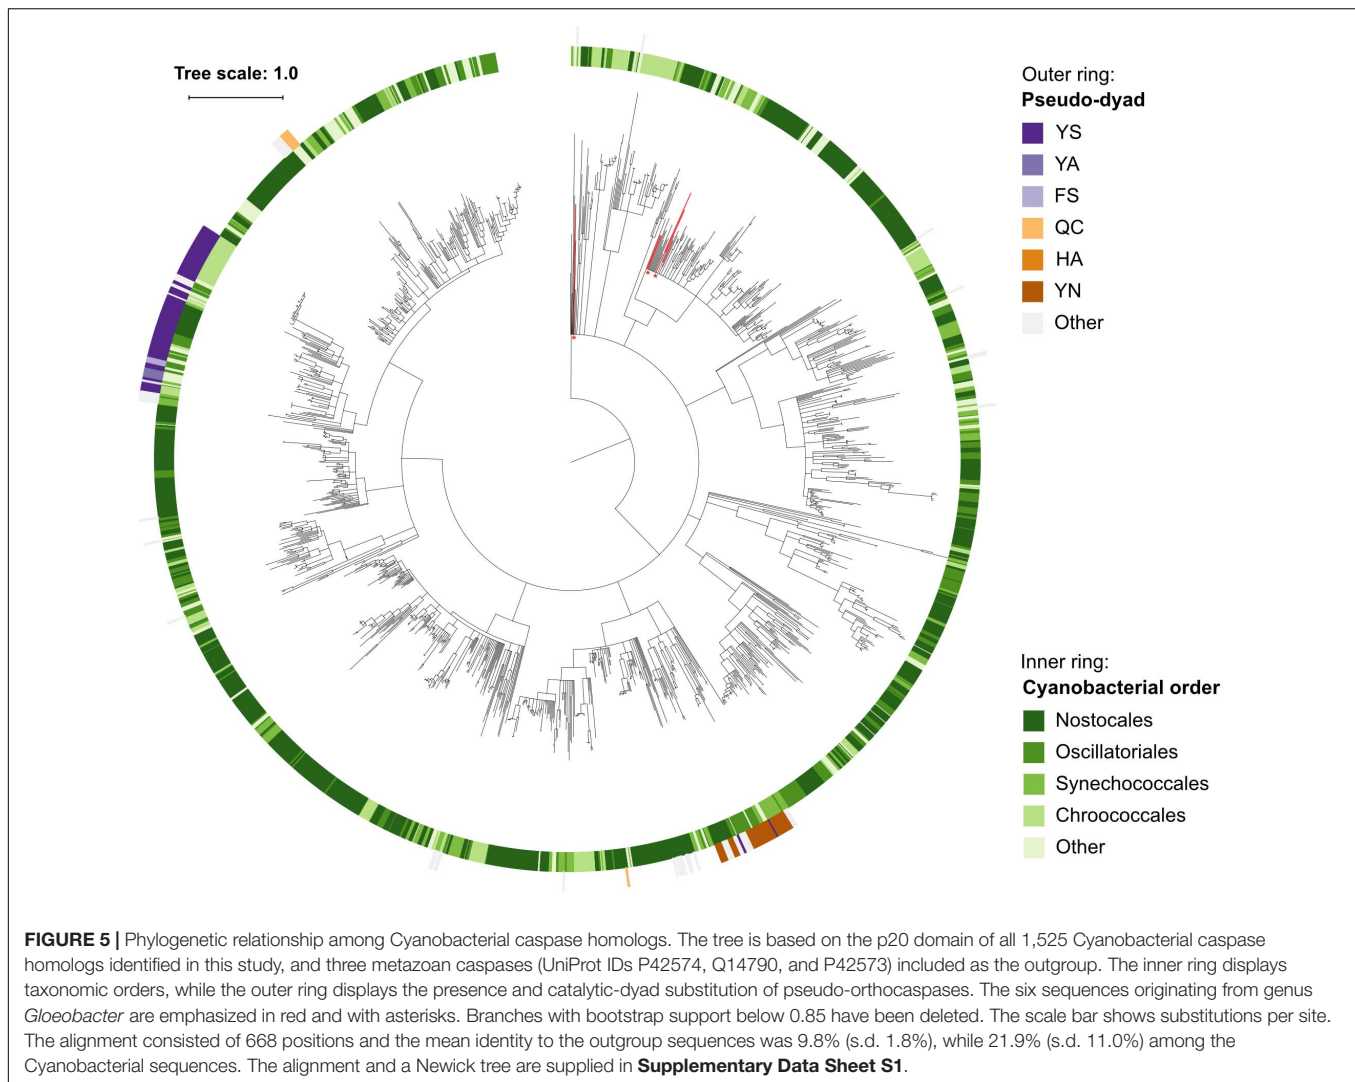 Tree scale: 1.0
Outer ring:
Pseudo-dyad
YS
YA
FS
QC
HA
YN
Other
Inner ring:
Cyanobacterial order
Nostocales
Oscillatoriales
Synechococcales
Chroococcales
Other
FIGURE 5 | Phylogenetic relationship among Cyanobacterial caspase homologs. The tree is based on the p20 domain of all 1,525 Cyanobacterial caspase
homologs identified in this study, and three metazoan caspases (UniProt IDs P42574, Q14790, and P42573) included as the outgroup. The inner ring displays
taxonomic orders, while the outer ring displays the presence and catalytic-dyad substitution of pseudo-orthocaspases. The six sequences originating from genus
Gloeobacter are emphasized in red and with asterisks. Branches with bootstrap support below 0.85 have been deleted. The scale bar shows substitutions per site.
The alignment consisted of 668 positions and the mean identity to the outgroup sequences was 9.8% (s.d. 1.8%), while 21.9% (s.d. 11.0%) among the
Cyanobacterial sequences. The alignment and a Newick tree are supplied in Supplementary Data Sheet S1.